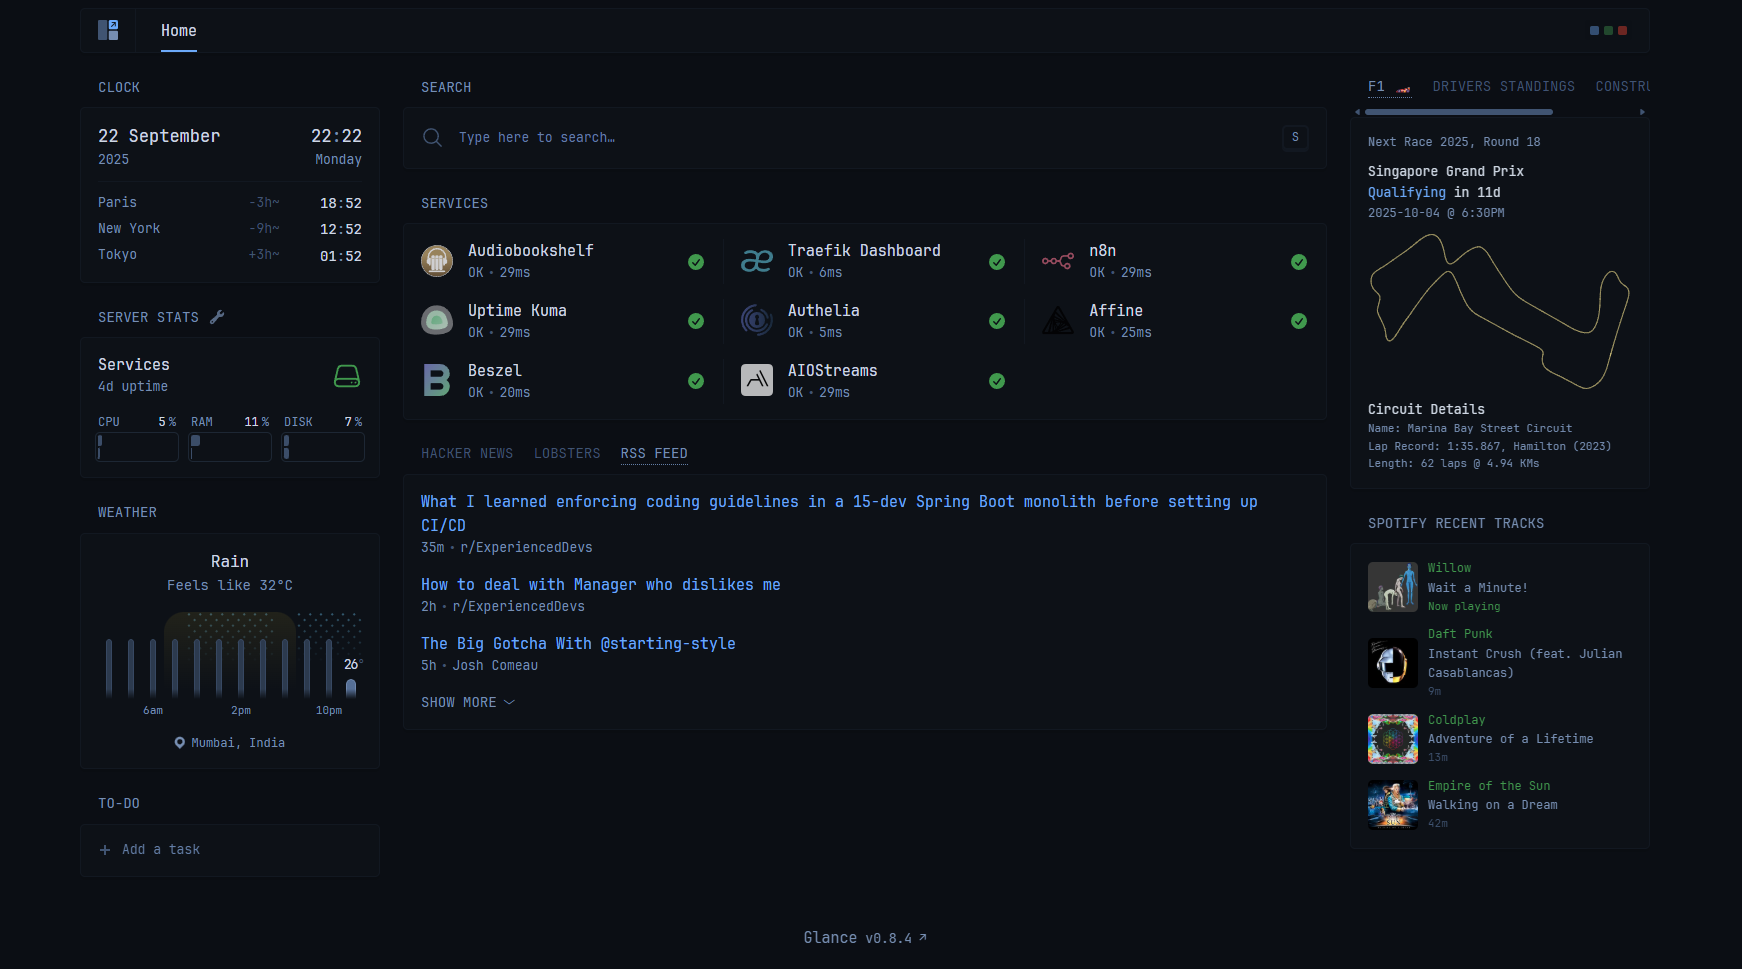 Home
CLOCK
22 September 22:22
2025 Monday
Paris -3h~ 18:52
New York -9h~ 12:52
Tokyo +3h~ 01:52
SERVER STATS
Services
4d uptime
CPU 5% RAM 11% DISK 7%
WEATHER
Rain
Feels like 32°C
26°
6am 2pm 10pm
Mumbai, India
TO-DO
+ Add a task
SEARCH
Type here to search…
S
SERVICES
Audiobookshelf
OK • 29ms
Traefik Dashboard
OK • 6ms
n8n
OK • 29ms
Uptime Kuma
OK • 29ms
Authelia
OK • 5ms
Affine
OK • 25ms
Beszel
OK • 20ms
AIOStreams
OK • 29ms
HACKER NEWS LOBSTERS RSS FEED
What I learned enforcing coding guidelines in a 15-dev Spring Boot monolith before setting up
CI/CD
35m • r/ExperiencedDevs
How to deal with Manager who dislikes me
2h • r/ExperiencedDevs
The Big Gotcha With @starting-style
5h • Josh Comeau
SHOW MORE
F1 DRIVERS STANDINGS CONSTRU
Next Race 2025, Round 18
Singapore Grand Prix
Qualifying in 11d
2025-10-04 @ 6:30PM
Circuit Details
Name: Marina Bay Street Circuit
Lap Record: 1:35.867, Hamilton (2023)
Length: 62 laps @ 4.94 KMs
SPOTIFY RECENT TRACKS
Willow
Wait a Minute!
Now playing
Daft Punk
Instant Crush (feat. Julian
Casablancas)
9m
Coldplay
Adventure of a Lifetime
13m
Empire of the Sun
Walking on a Dream
42m
Glance v0.8.4 ↗